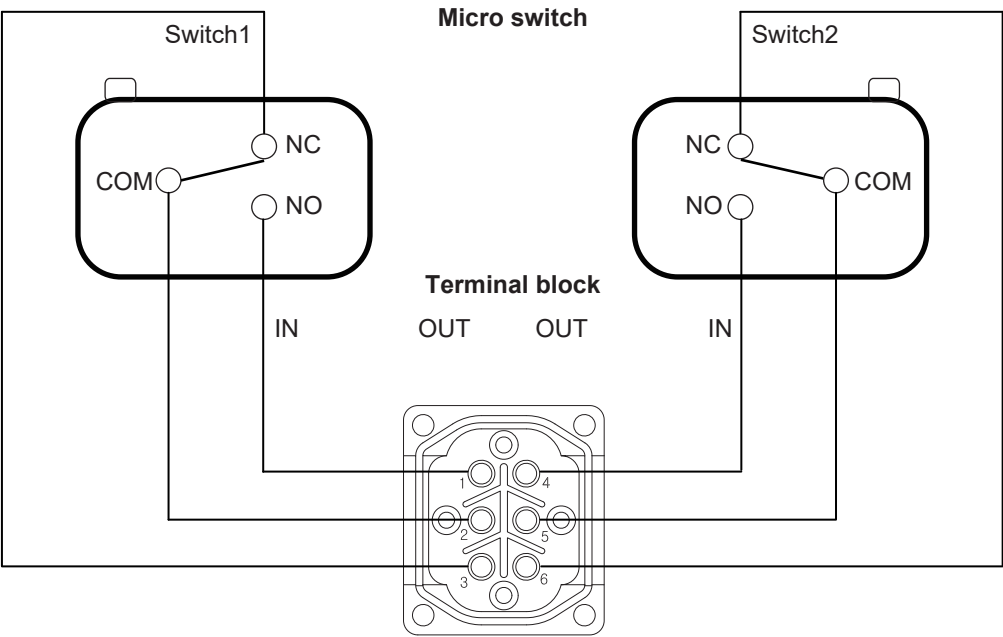 Micro switch
Switch1
Switch2
NC
NC
COM
COM
NO
NO
Terminal block
IN
OUT
OUT
IN
1
4
2
5
3
6